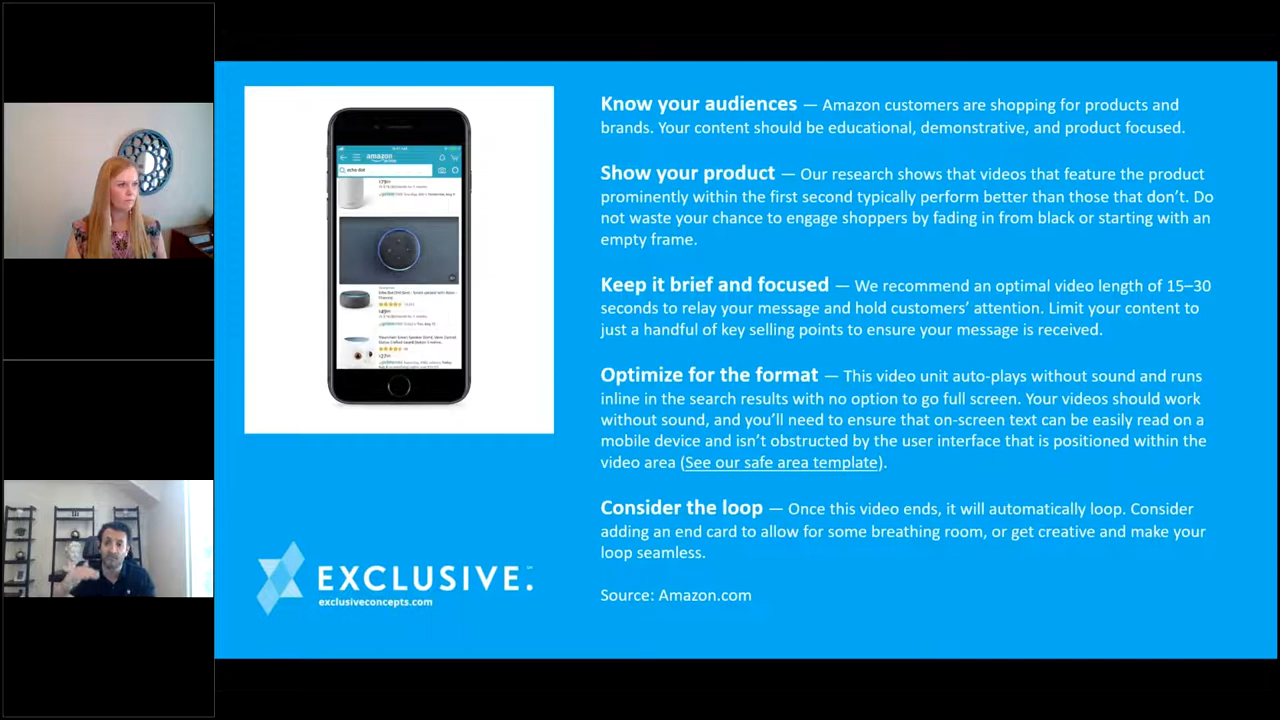 amazon
echo dot
Know your audiences — Amazon customers are shopping for products and
brands. Your content should be educational, demonstrative, and product focused.
Show your product — Our research shows that videos that feature the product
prominently within the first second typically perform better than those that don't. Do
not waste your chance to engage shoppers by fading in from black or starting with an
empty frame.
Keep it brief and focused — We recommend an optimal video length of 15–30
seconds to relay your message and hold customers' attention. Limit your content to
just a handful of key selling points to ensure your message is received.
Optimize for the format — This video unit auto-plays without sound and runs
inline in the search results with no option to go full screen. Your videos should work
without sound, and you'll need to ensure that on-screen text can be easily read on a
mobile device and isn't obstructed by the user interface that is positioned within the
video area (See our safe area template).
Consider the loop — Once this video ends, it will automatically loop. Consider
adding an end card to allow for some breathing room, or get creative and make your
loop seamless.
Source: Amazon.com
EXCLUSIVE.
exclusiveconcepts.com